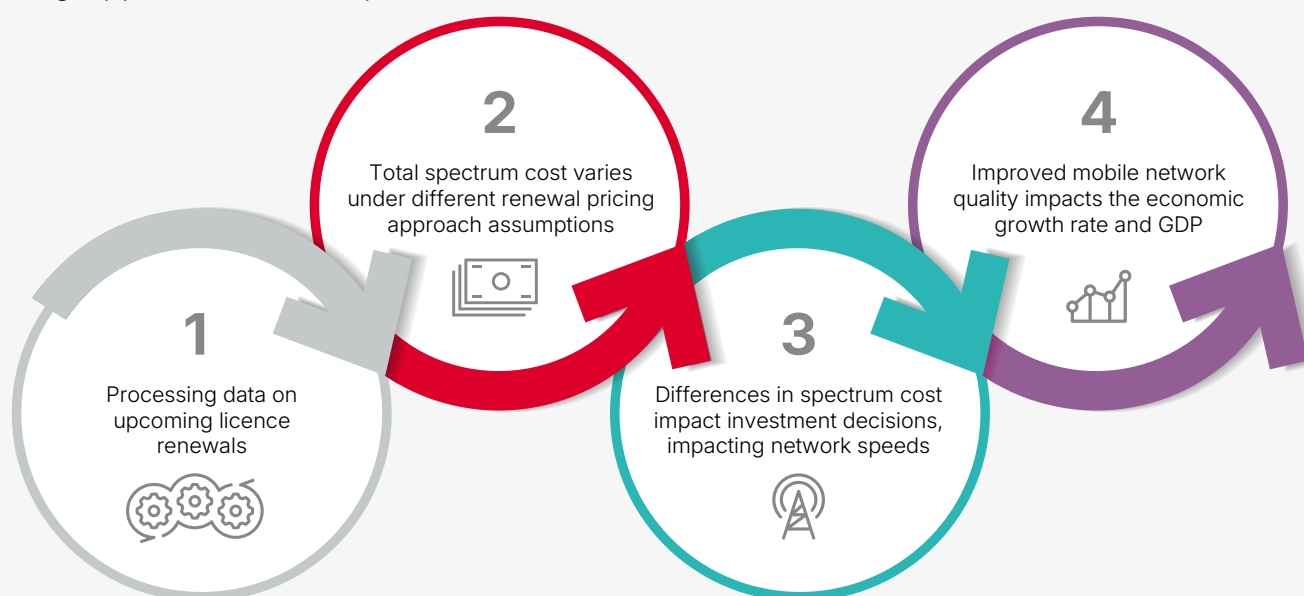 1
Processing data on
upcoming licence
renewals
2
Total spectrum cost varies
under different renewal pricing
approach assumptions
3
Differences in spectrum cost
impact investment decisions,
impacting network speeds
4
Improved mobile network
quality impacts the economic
growth rate and GDP